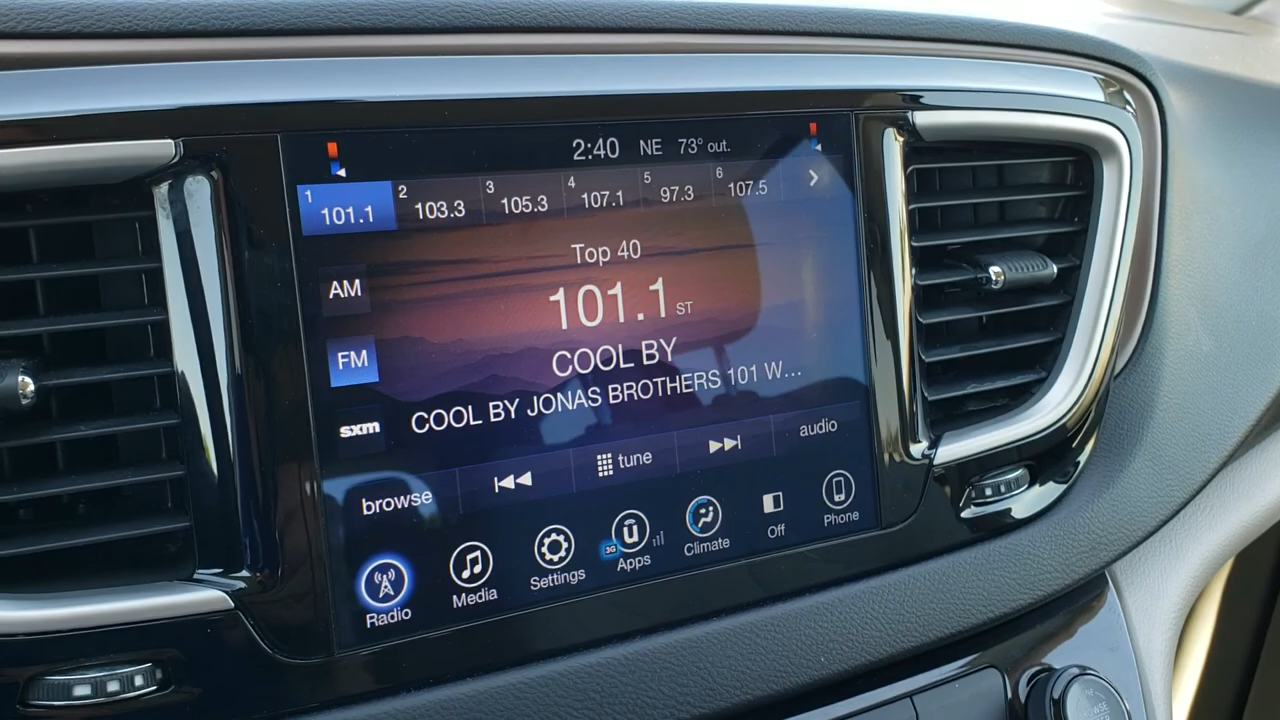 2:40 NE 73° out.
1 101.1 2 103.3 3 105.3 4 107.1 5 97.3 6 107.5
Top 40
AM
101.1 ST
FM
COOL BY
COOL BY JONAS BROTHERS 101 W...
sxm
browse tune audio
Radio Media Settings 3G Apps Climate Off Phone